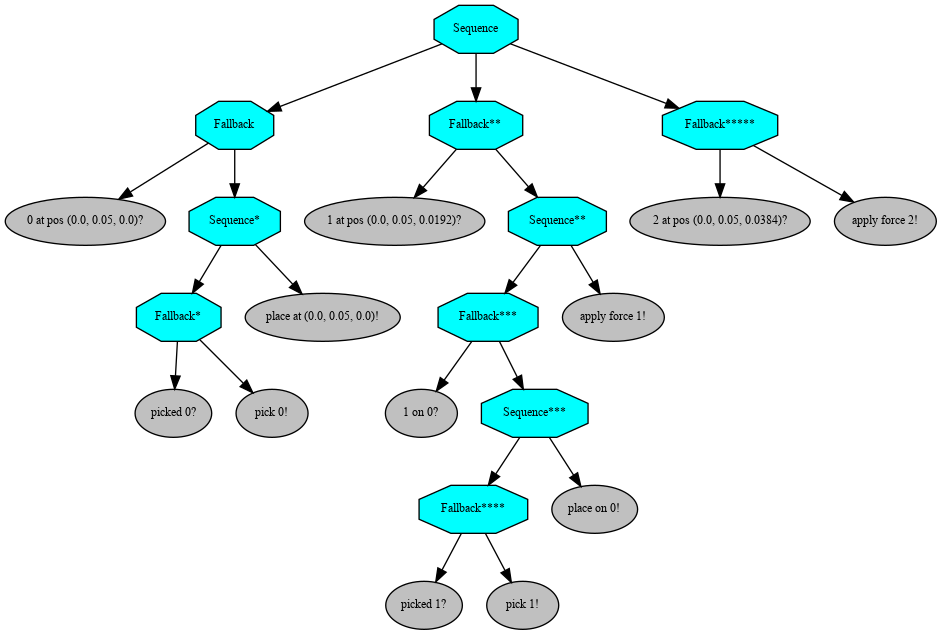 Sequence
Fallback
Fallback**
Fallback*****
0 at pos (0.0, 0.05, 0.0)?
Sequence*
1 at pos (0.0, 0.05, 0.0192)?
Sequence**
2 at pos (0.0, 0.05, 0.0384)?
apply force 2!
Fallback*
place at (0.0, 0.05, 0.0)!
Fallback***
apply force 1!
picked 0?
pick 0!
1 on 0?
Sequence***
Fallback****
place on 0!
picked 1?
pick 1!